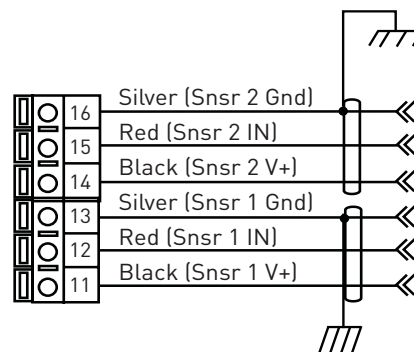 16 Silver (Snsr 2 Gnd)
15 Red (Snsr 2 IN)
14 Black (Snsr 2 V+)
13 Silver (Snsr 1 Gnd)
12 Red (Snsr 1 IN)
11 Black (Snsr 1 V+)